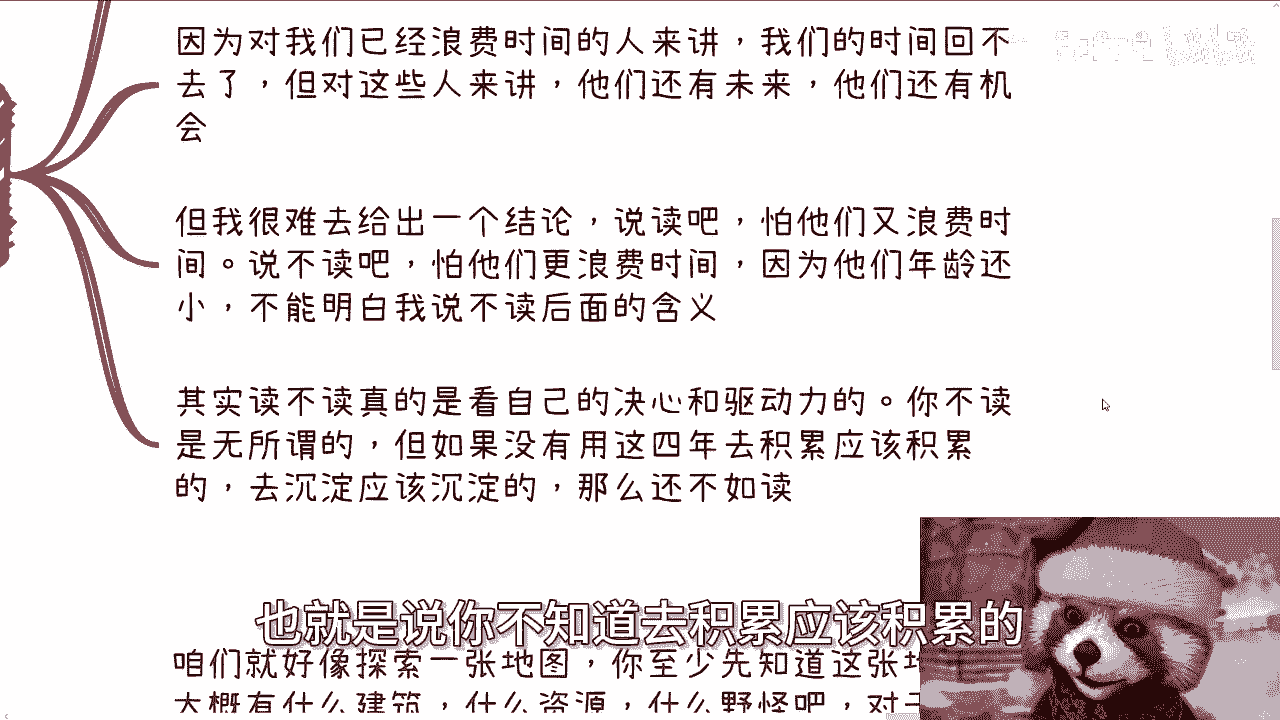 因为对我们已经浪费时间的人来讲，我们的时间回不
去了，但对这些人来讲，他们还有未来，他们还有机
会
但我很难去给出一个结论，说读吧，怕他们又浪费时
间。说不读吧，怕他们更浪费时间，因为他们年龄还
小，不能明白我说不读后面的含义
其实读不读真的是看自己的决心和驱动力的。你不读
是无所谓的，但如果没有用这四年去积累应该积累
的，去沉淀应该沉淀的，那么还不如读
也就是说你不知道去积累应该积累的
咱们就好像探索一张地图，你至少先知道这张地
大概有什么建筑，什么资源，什么野怪吧，对于